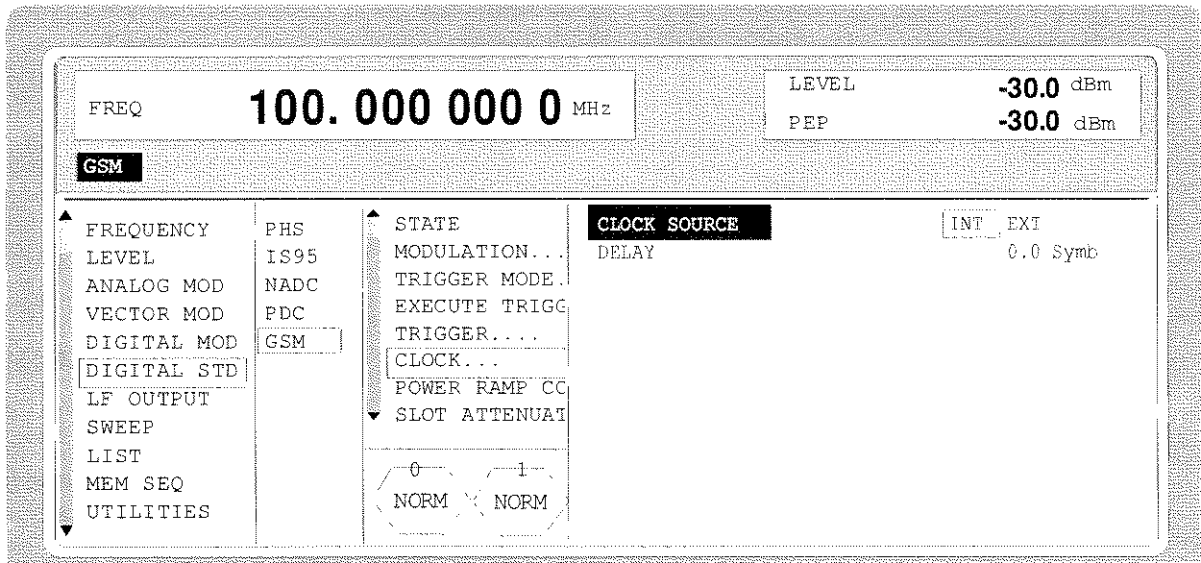 FREQ 100. 000 000 0 MHz
LEVEL -30.0 dBm
PEP -30.0 dBm
GSM
FREQUENCY
LEVEL
ANALOG MOD
VECTOR MOD
DIGITAL MOD
DIGITAL STD
LF OUTPUT
SWEEP
LIST
MEM SEQ
UTILITIES
PHS
IS95
NADC
PDC
GSM
STATE
MODULATION...
TRIGGER MODE.
EXECUTE TRIGG
TRIGGER....
CLOCK...
POWER RAMP CO
SLOT ATTENUAT
0 1
NORM NORM
CLOCK SOURCE INT EXT
DELAY 0.0 Symb